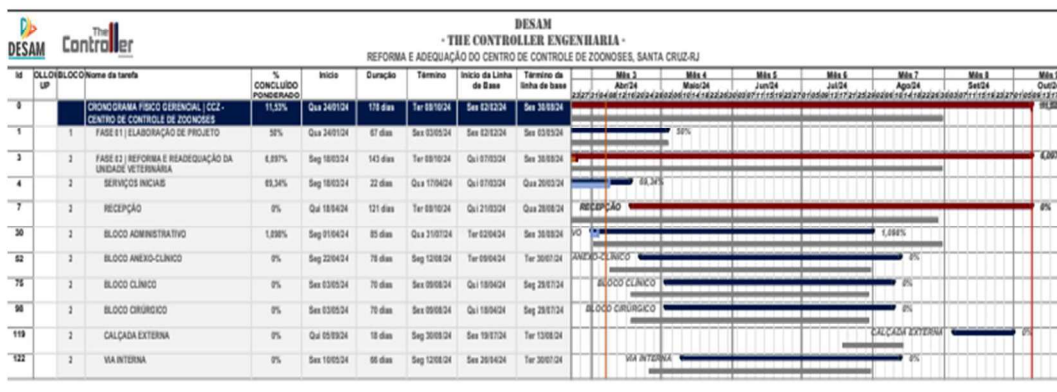 DESAM
DESAM
The Controller
- THE CONTROLLER ENGENHARIA -
REFORMA E ADEQUAÇÃO DO CENTRO DE CONTROLE DE ZOONOSES, SANTA CRUZ-RJ
Id OLLO UP BLOCO Nome da tarefa % CONCLUÍDO PONDERADO Início Duração Término Início da Linha de Base Término da linha de base Mês 3 Abr/24 Mês 4 Maio/24 Mês 5 Jun/24 Mês 6 Jul/24 Mês 7 Ago/24 Mês 8 Set/24
0 CRONOGRAMA FÍSICO GERENCIAL | CCZ - CENTRO DE CONTROLE DE ZOONOSES 11,53% Qua 24/01/24 178 dias Ter 08/10/24 Sex 02/02/24 Sex 30/08/24
1 1 FASE 01 | ELABORAÇÃO DE PROJETO 50% Qua 24/01/24 67 dias Sex 03/05/24 Sex 02/02/24 Sex 03/05/24 50%
3 2 FASE 02 | REFORMA E READEQUAÇÃO DA UNIDADE VETERINÁRIA 6,097% Seg 18/03/24 143 dias Ter 08/10/24 Qui 07/03/24 Sex 30/08/24
4 2 SERVIÇOS INICIAIS 69,34% Seg 18/03/24 22 dias Qua 17/04/24 Qui 07/03/24 Qua 20/03/24 69,34%
7 2 RECEPÇÃO 0% Qui 18/04/24 121 dias Ter 08/10/24 Qui 21/03/24 Qua 28/08/24 RECEPÇÃO 0%
30 2 BLOCO ADMINISTRATIVO 1,098% Seg 01/04/24 85 dias Qua 31/07/24 Ter 02/04/24 Sex 30/08/24 VO 1,098%
52 2 BLOCO ANEXO-CLÍNICO 0% Seg 22/04/24 78 dias Seg 12/08/24 Ter 09/04/24 Ter 30/07/24 ANEXO-CLÍNICO 0%
75 2 BLOCO CLÍNICO 0% Sex 03/05/24 70 dias Sex 09/08/24 Qui 18/04/24 Seg 29/07/24 BLOCO CLÍNICO 0%
96 2 BLOCO CIRÚRGICO 0% Sex 03/05/24 70 dias Sex 09/08/24 Qui 18/04/24 Seg 29/07/24 BLOCO CIRÚRGICO 0%
119 2 CALÇADA EXTERNA 0% Qui 05/09/24 18 dias Seg 30/09/24 Sex 19/07/24 Ter 13/08/24 CALÇADA EXTERNA 0%
122 2 VIA INTERNA 0% Sex 10/05/24 66 dias Seg 12/08/24 Sex 26/04/24 Ter 30/07/24 VIA INTERNA 0%